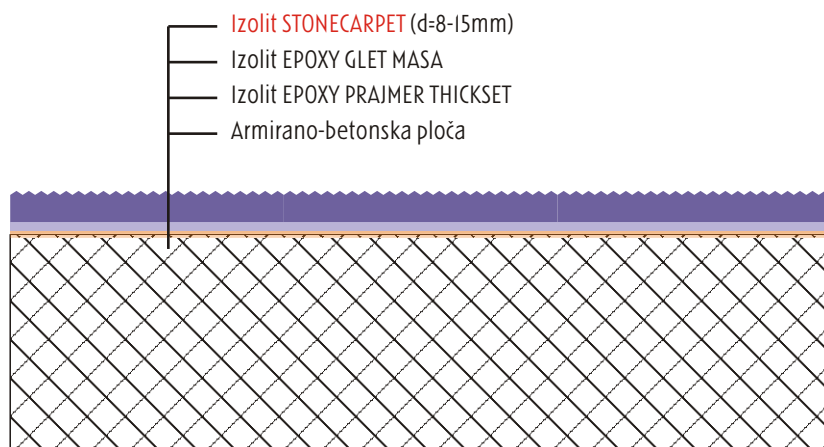 Izolit STONECARPET (d=8-15mm)
Izolit EPOXY GLET MASA
Izolit EPOXY PRAJMER THICKSET
Armirano-betonska ploča